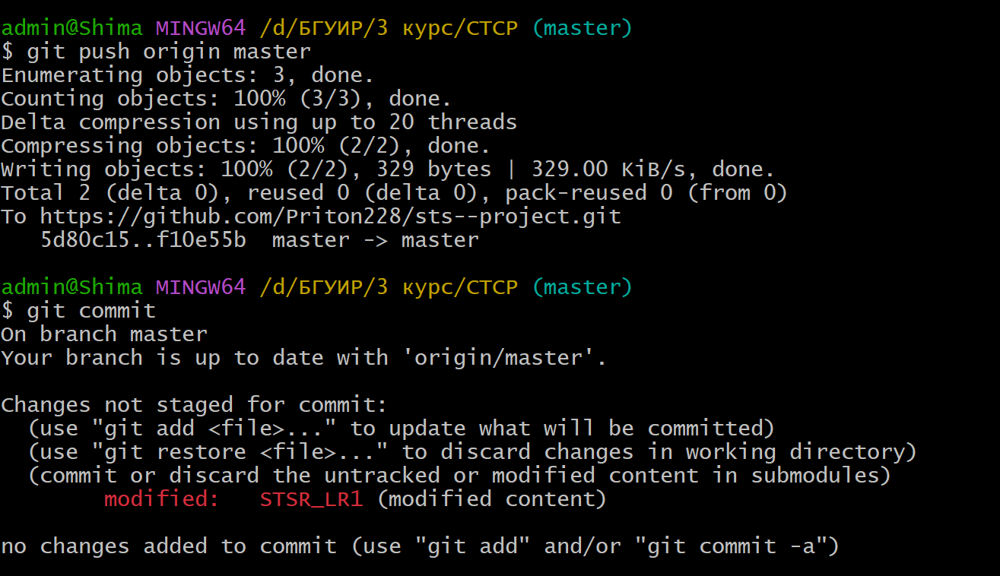 admin@Shima MINGW64 /d/БГУИР/3 курс/СТСР (master)
$ git push origin master
Enumerating objects: 3, done.
Counting objects: 100% (3/3), done.
Delta compression using up to 20 threads
Compressing objects: 100% (2/2), done.
Writing objects: 100% (2/2), 329 bytes | 329.00 KiB/s, done.
Total 2 (delta 0), reused 0 (delta 0), pack-reused 0 (from 0)
To https://github.com/Priton228/sts--project.git
   5d80c15..f10e55b  master -> master
admin@Shima MINGW64 /d/БГУИР/3 курс/СТСР (master)
$ git commit
On branch master
Your branch is up to date with 'origin/master'.
Changes not staged for commit:
  (use "git add <file>..." to update what will be committed)
  (use "git restore <file>..." to discard changes in working directory)
  (commit or discard the untracked or modified content in submodules)
        modified:   STSR_LR1 (modified content)
no changes added to commit (use "git add" and/or "git commit -a")